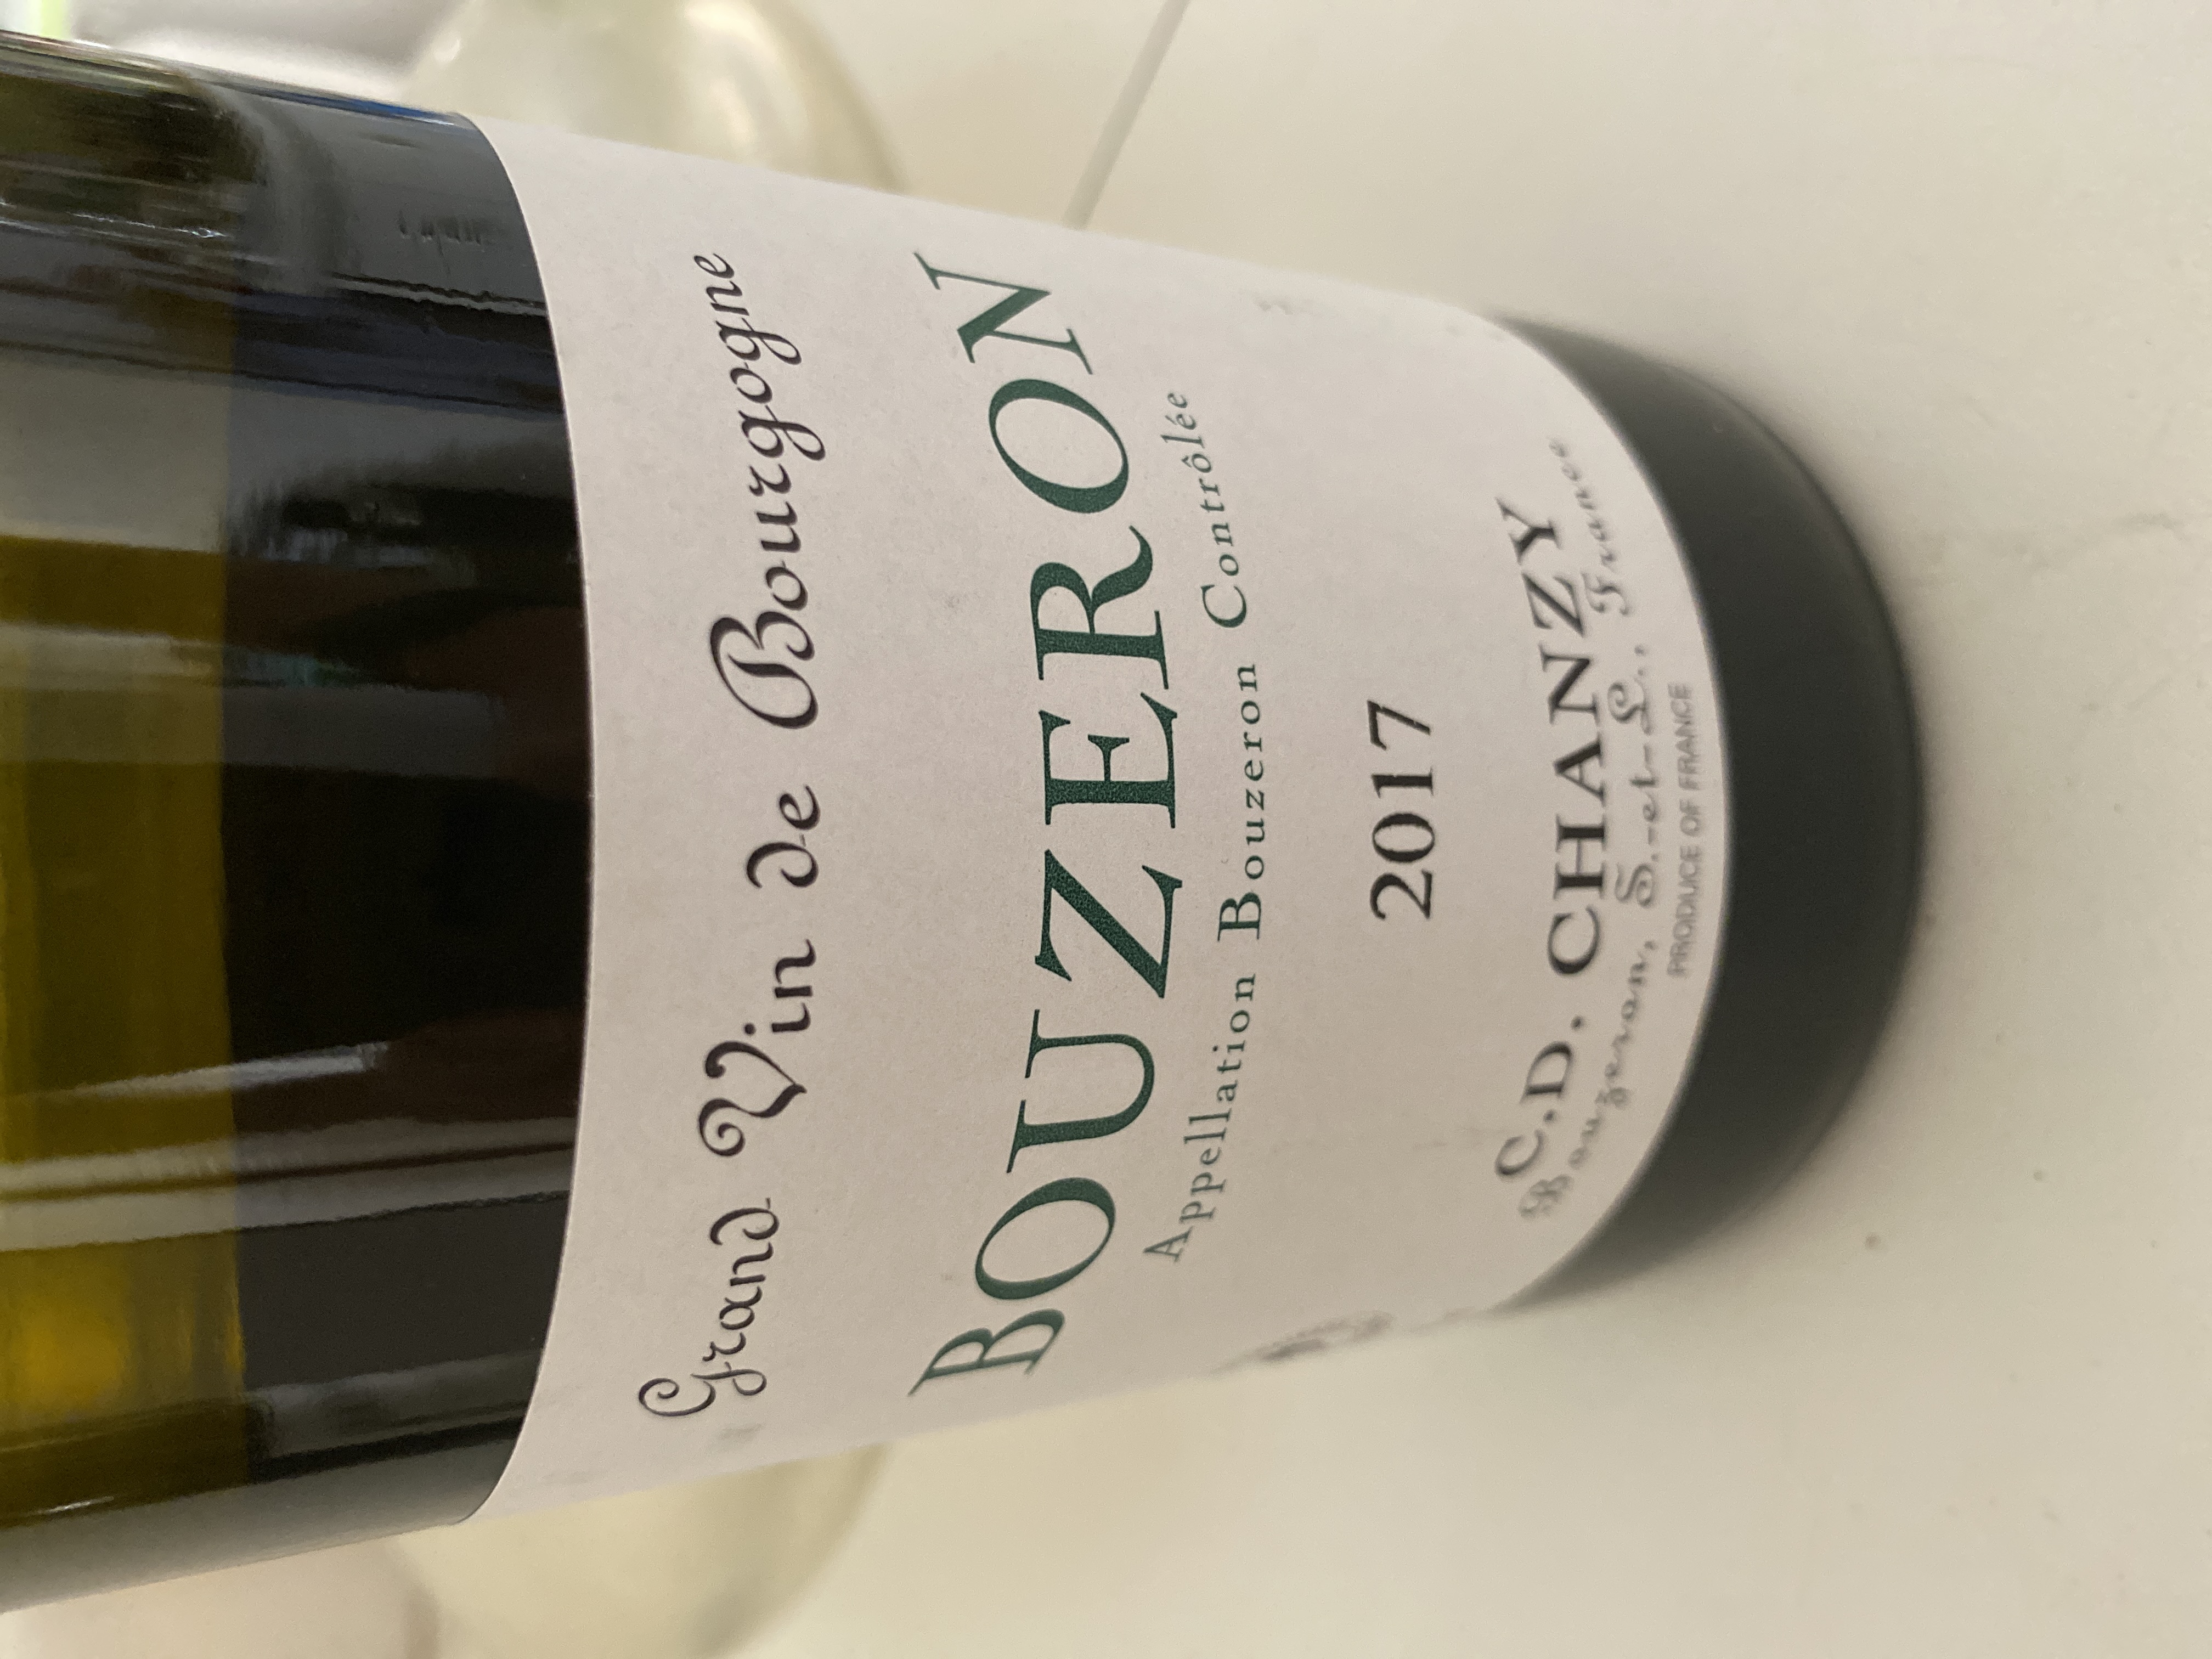 Grand Vin de Bourgogne
BOUZERON
Appellation Bouzeron Contrôlée
2017
C.D. CHANZY
Bouzeron, S.-et-L., France
PRODUCE OF FRANCE